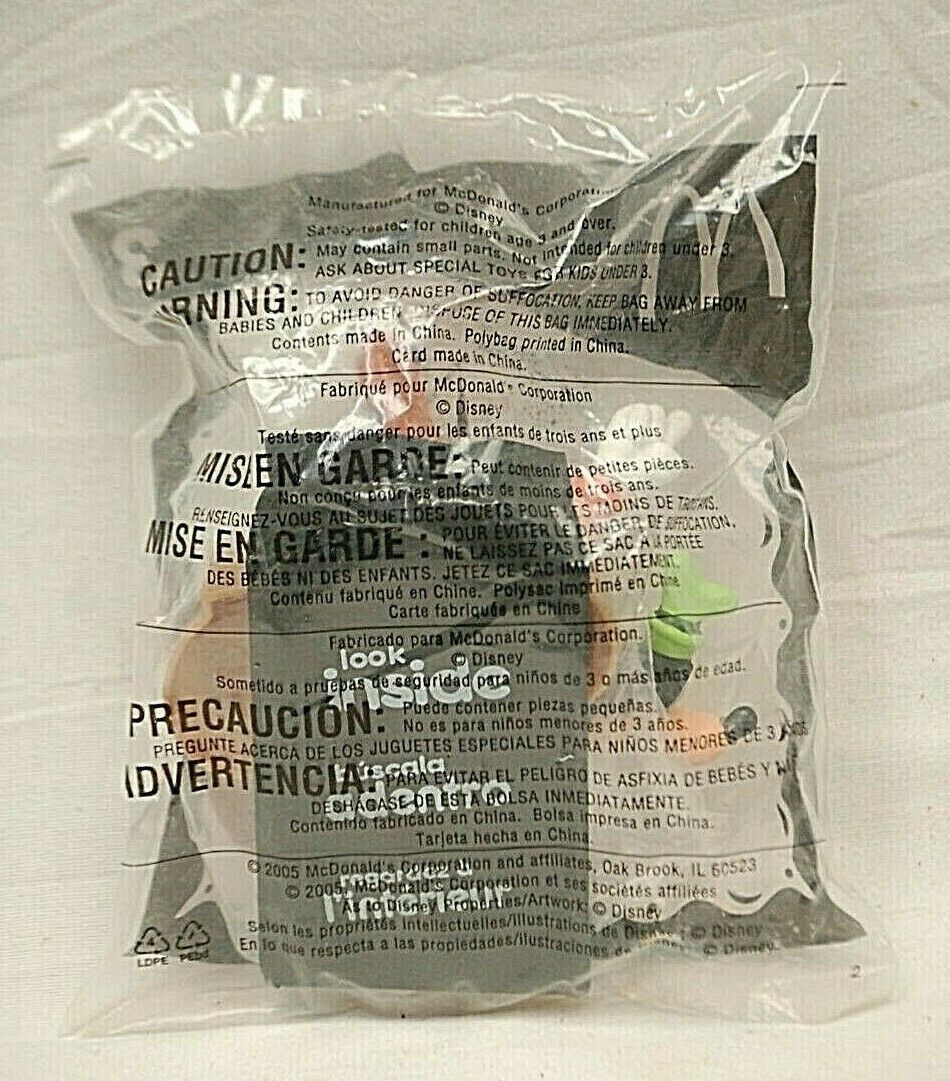 Manufactured for McDonald's
© Disney
Safety-tested for children age 3 and over.
CAUTION: May contain small parts. Not intended for children under 3.
ASK ABOUT SPECIAL TOYS FOR KIDS UNDER 3.
TO AVOID DANGER OF SUFFOCATION, KEEP BAG AWAY FROM
BABIES AND CHILDREN. OF THIS BAG IMMEDIATELY.
Contents made in China. Polybag printed in China.
Card made in China.
Fabriqué pour McDonald's Corporation
© Disney
Testé sans danger pour les enfants de trois ans et plus
MISE EN GARDE: Peut contenir de petites pièces.
Non conçu pour les enfants de moins de trois ans.
RENSEIGNEZ-VOUS AU SUJET DES JOUETS POUR LES MOINS DE
MISE EN GARDE : POUR ÉVITER LE DANGER DE SUFFOCATION,
NE LAISSEZ PAS CE SAC À LA PORTÉE
DES BÉBÉS NI DES ENFANTS. JETEZ CE SAC IMMÉDIATEMENT.
Contenu fabriqué en Chine. Polysac imprimé en Chine
Carte fabriquée en Chine
Fabricado para McDonald's Corporation.
look
© Disney
inside
Sometido a pruebas de seguridad para niños de 3 o más años de edad.
PRECAUCIÓN: Puede contener piezas pequeñas.
No es para niños menores de 3 años.
PREGUNTE ACERCA DE LOS JUGUETES ESPECIALES PARA NIÑOS MENORES DE 3 AÑOS
búscala
ADVERTENCIA: PARA EVITAR EL PELIGRO DE ASFIXIA DE BEBÉS Y
adentro
DESHÁGASE DE ESTA BOLSA INMEDIATAMENTE.
Contenido fabricado en China. Bolsa impresa en China.
Tarjeta hecha en China
© 2005 McDonald's Corporation and affiliates, Oak Brook, IL 60523
regardez à
© 2005, McDonald's Corporation et ses sociétés affiliées
l'intérieur
As to Disney Properties/Artwork: © Disney
Selon les propriétés intellectuelles/illustrations de Disney : © Disney
En lo que respecta a las propiedades/ilustraciones de © Disney
4
LDPE PEbd
2